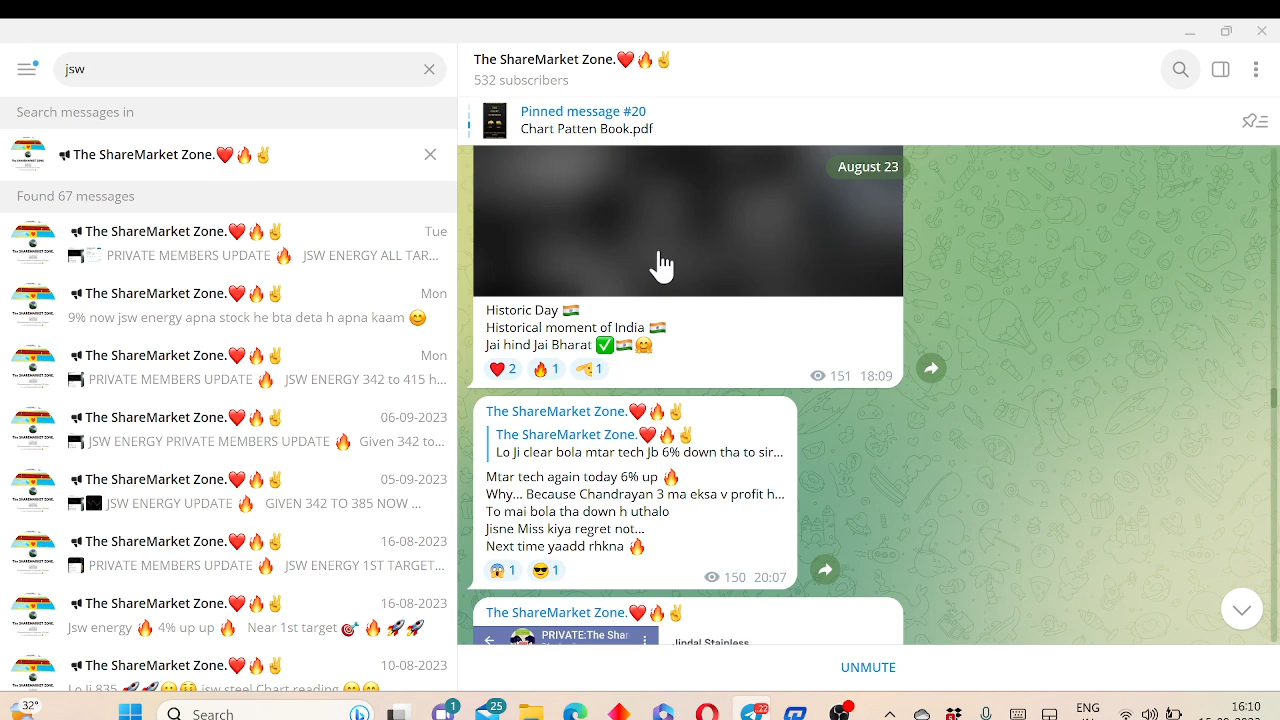 jsw
The ShareMarket Zone.❤️🔥✌️
532 subscribers
Search messages in
The ShareMarket Zone.❤️🔥✌️
Found 67 messages
The ShareMarket Zone.❤️🔥✌️ Tue
PRIVATE MEMBERS UPDATE 🔥 JSW ENERGY ALL TAR...
The ShareMarket Zone.❤️🔥✌️ Mon
9% now jsw energy apna stock he bta deta h apna kaam 😊
The ShareMarket Zone.❤️🔥✌️ Mon
PRIVATE MEMBERS UPDATE 🔥 JSW ENERGY 342 to 415 h...
The ShareMarket Zone.❤️🔥✌️ 06-09-2023
JSW ENERGY PRIVATE MEMBERS UPDATE 🔥 Given 342 to...
The ShareMarket Zone.❤️🔥✌️ 05-09-2023
JSW ENERGY UPDATE 🔥 GIVEN 342 TO 385 NOW ...
The ShareMarket Zone.❤️🔥✌️ 16-08-2023
PRIVATE MEMBERS UPDATE 🔥 JSW ENERGY 1ST TARGET...
The ShareMarket Zone.❤️🔥✌️ 16-08-2023
Jsw energy 🔥 4% up now 🔥 Near 1st target 🎯 🔥🚀🚀
The ShareMarket Zone.❤️🔥✌️ 10-08-2023
Lo Ji 835 🚀🚀 jsw steel Chart reading
Pinned message #20
Chart Patten Book.pdf
August 23
Historic Day 🇮🇳
Historical moment of India 🇮🇳
Jai hind Jai Bharat ✅🇮🇳🤗
❤️ 2 🔥 1 1
151 18:09
The ShareMarket Zone.❤️🔥✌️
The ShareMarket Zone.❤️🔥✌️
Lo Ji clear bola mtar tech Jb 6% down tha to sir...
Mtar tech again today 6% up 🔥
Why... Because Chandrayan 3 ma eksa v profit h...
To mai bola tha down h uthalo
Jisne Miss kiya regret not...
Next time yaadd rhkna 🔥
😱 1 😎
150 20:07
The ShareMarket Zone.❤️🔥✌️
PRIVATE:The Shar
Jindal Stainless
UNMUTE
32°
Search
1
25
22
ENG
16:10